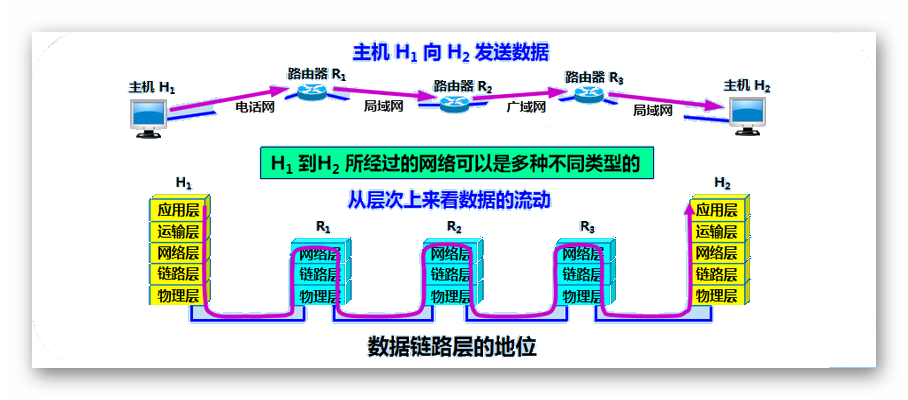 主机 H₁ 向 H₂ 发送数据
主机 H₁
路由器 R₁
路由器 R₂
路由器 R₃
主机 H₂
电话网
局域网
广域网
局域网
H₁ 到H₂ 所经过的网络可以是多种不同类型的
从层次上来看数据的流动
H₁
应用层
运输层
网络层
链路层
物理层
R₁
网络层
链路层
物理层
R₂
网络层
链路层
物理层
R₃
网络层
链路层
物理层
H₂
应用层
运输层
网络层
链路层
物理层
数据链路层的地位